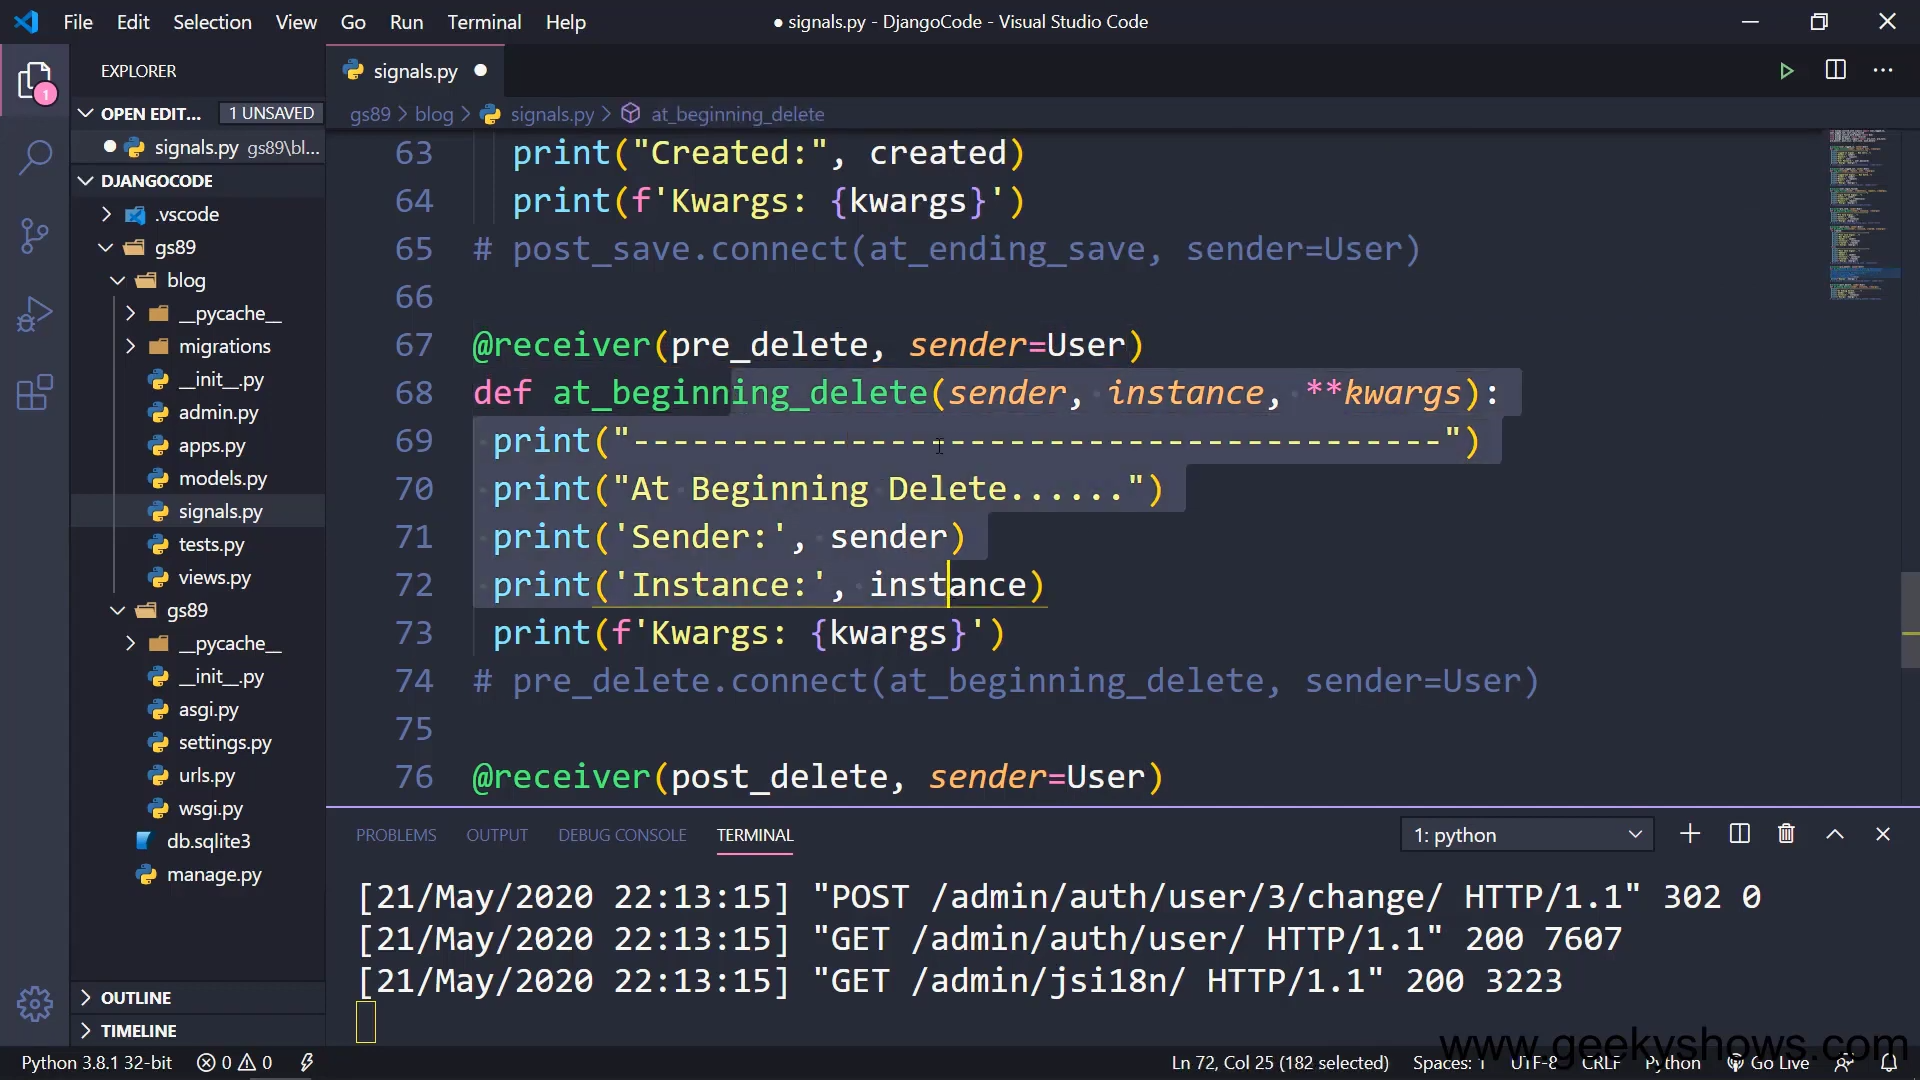 File Edit Selection View Go Run Terminal Help
● signals.py - DjangoCode - Visual Studio Code
EXPLORER
signals.py
OPEN EDIT... 1 UNSAVED
gs89 > blog > signals.py > at_beginning_delete
signals.py gs89\bl...
DJANGOCODE
.vscode
gs89
blog
__pycache__
migrations
__init__.py
admin.py
apps.py
models.py
signals.py
tests.py
views.py
gs89
__pycache__
__init__.py
asgi.py
settings.py
urls.py
wsgi.py
db.sqlite3
manage.py
OUTLINE
TIMELINE
1
63 print("Created:", created)
64 print(f'Kwargs: {kwargs}')
65 # post_save.connect(at_ending_save, sender=User)
66
67 @receiver(pre_delete, sender=User)
68 def at_beginning_delete(sender, instance, **kwargs):
69 print("-----------------------------------------")
70 print("At Beginning Delete......")
71 print('Sender:', sender)
72 print('Instance:', instance)
73 print(f'Kwargs: {kwargs}')
74 # pre_delete.connect(at_beginning_delete, sender=User)
75
76 @receiver(post_delete, sender=User)
PROBLEMS OUTPUT DEBUG CONSOLE TERMINAL 1: python
[21/May/2020 22:13:15] "POST /admin/auth/user/3/change/ HTTP/1.1" 302 0
[21/May/2020 22:13:15] "GET /admin/auth/user/ HTTP/1.1" 200 7607
[21/May/2020 22:13:15] "GET /admin/jsi18n/ HTTP/1.1" 200 3223
www.geekyshows.com
Python 3.8.1 32-bit 0 0 Ln 72, Col 25 (182 selected) Spaces: 1 UTF-8 CRLF Python Go Live